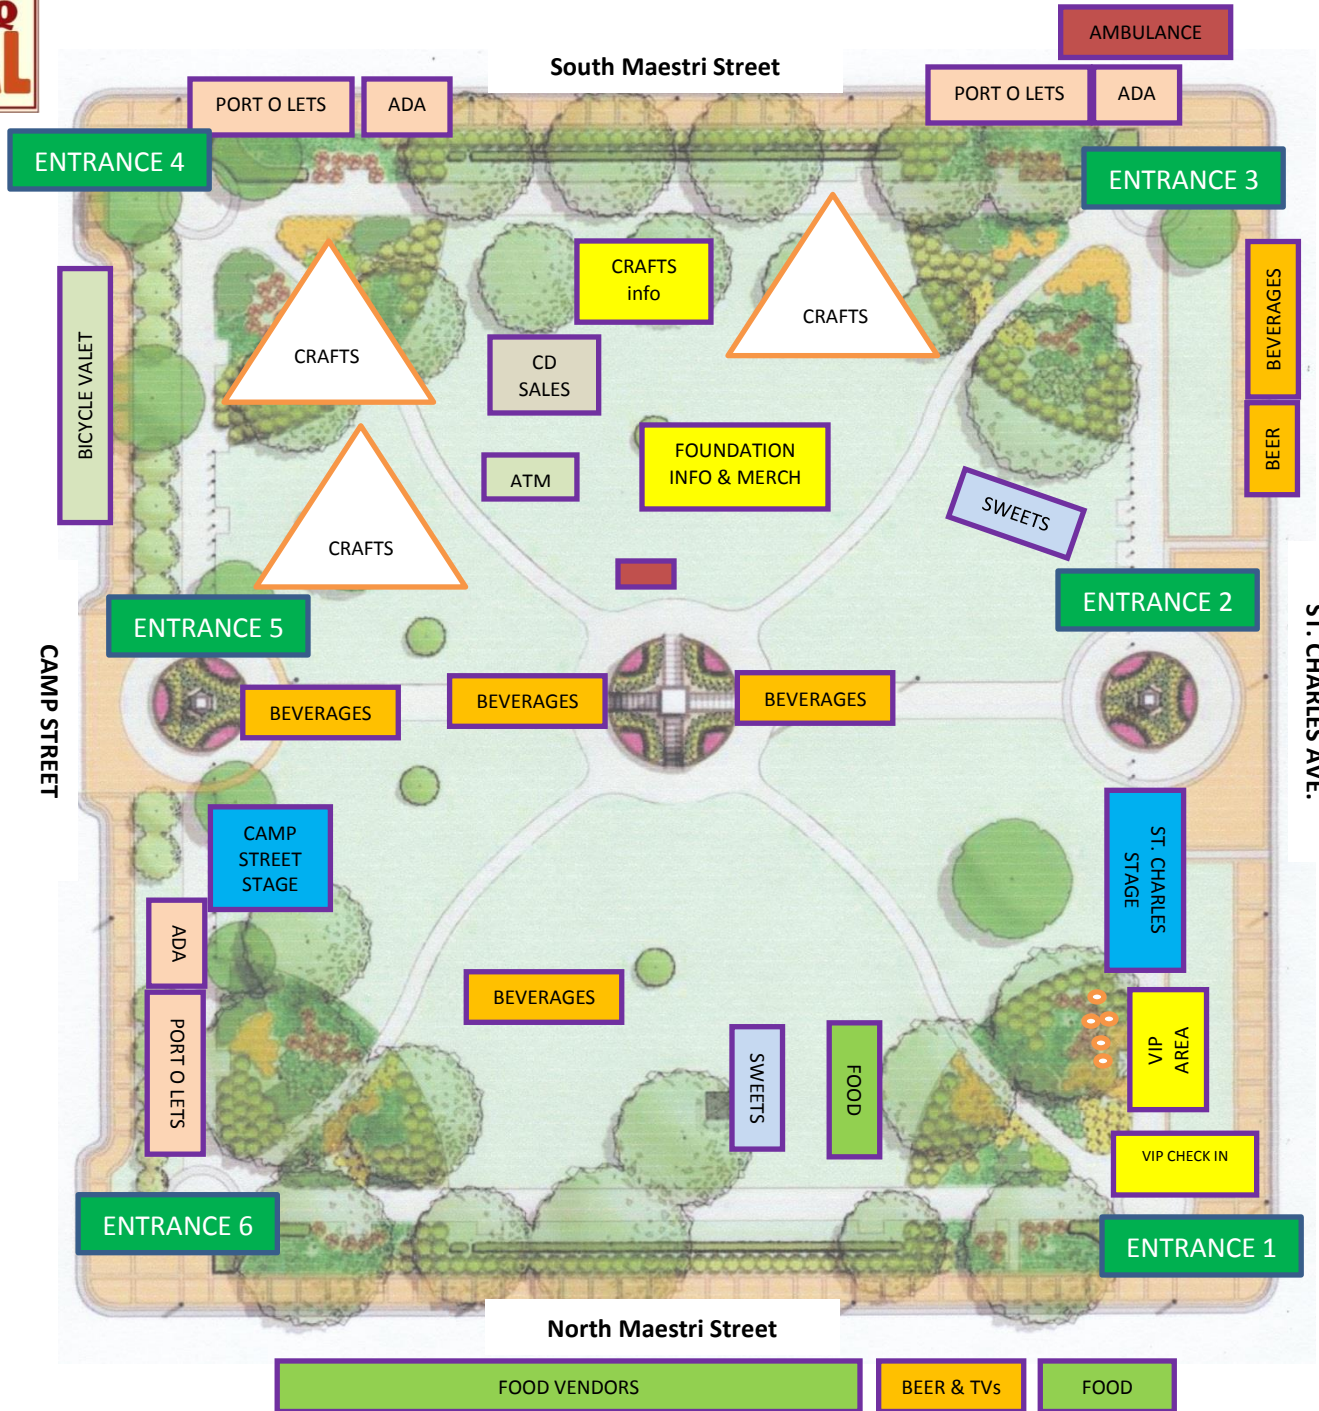 Q
AMBULANCE
South Maestri Street
PORT O LETS
ADA
PORT O LETS
ADA
ENTRANCE 4
ENTRANCE 3
CRAFTS
info
CRAFTS
CRAFTS
CD
SALES
BICYCLE VALET
BEVERAGES
BEER
FOUNDATION
INFO & MERCH
ATM
SWEETS
CRAFTS
ENTRANCE 5
ENTRANCE 2
CAMP STREET
ST. CHARLES AVE.
BEVERAGES
BEVERAGES
BEVERAGES
CAMP
STREET
STAGE
ST. CHARLES
STAGE
ADA
PORT O LETS
BEVERAGES
SWEETS
FOOD
VIP
AREA
VIP CHECK IN
ENTRANCE 6
ENTRANCE 1
North Maestri Street
FOOD VENDORS
BEER & TVs
FOOD